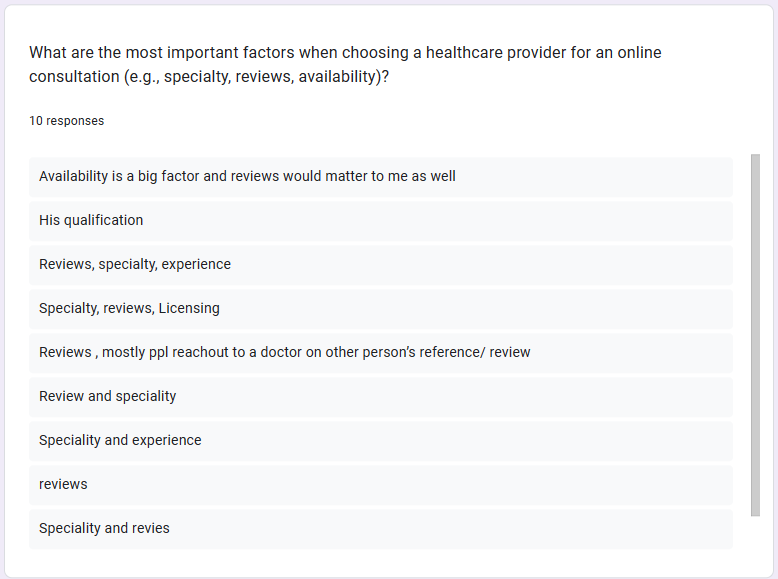 What are the most important factors when choosing a healthcare provider for an online
consultation (e.g., specialty, reviews, availability)?
10 responses
Availability is a big factor and reviews would matter to me as well
His qualification
Reviews, specialty, experience
Specialty, reviews, Licensing
Reviews , mostly ppl reachout to a doctor on other person's reference/ review
Review and speciality
Speciality and experience
reviews
Speciality and revies